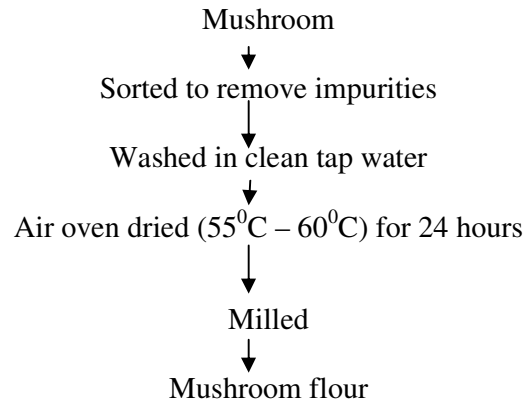 Mushroom
Sorted to remove impurities
Washed in clean tap water
Air oven dried (55⁰C – 60⁰C) for 24 hours
Milled
Mushroom flour